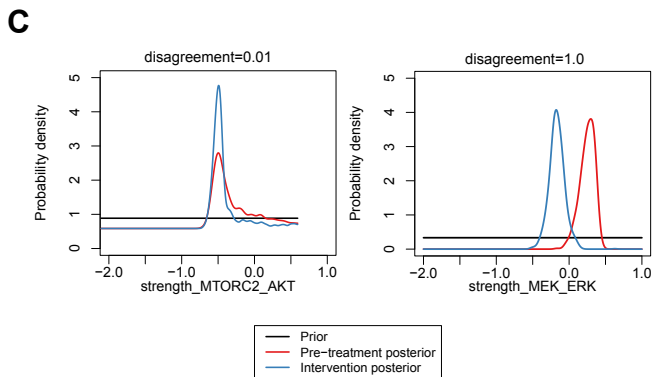 C
disagreement=0.01
Probability density
5
4
3
2
1
0
−2.0 −1.0 0.0 1.0
strength_MTORC2_AKT
disagreement=1.0
Probability density
5
4
3
2
1
0
−2.0 −1.0 0.0 1.0
strength_MEK_ERK
Prior
Pre−treatment posterior
Intervention posterior